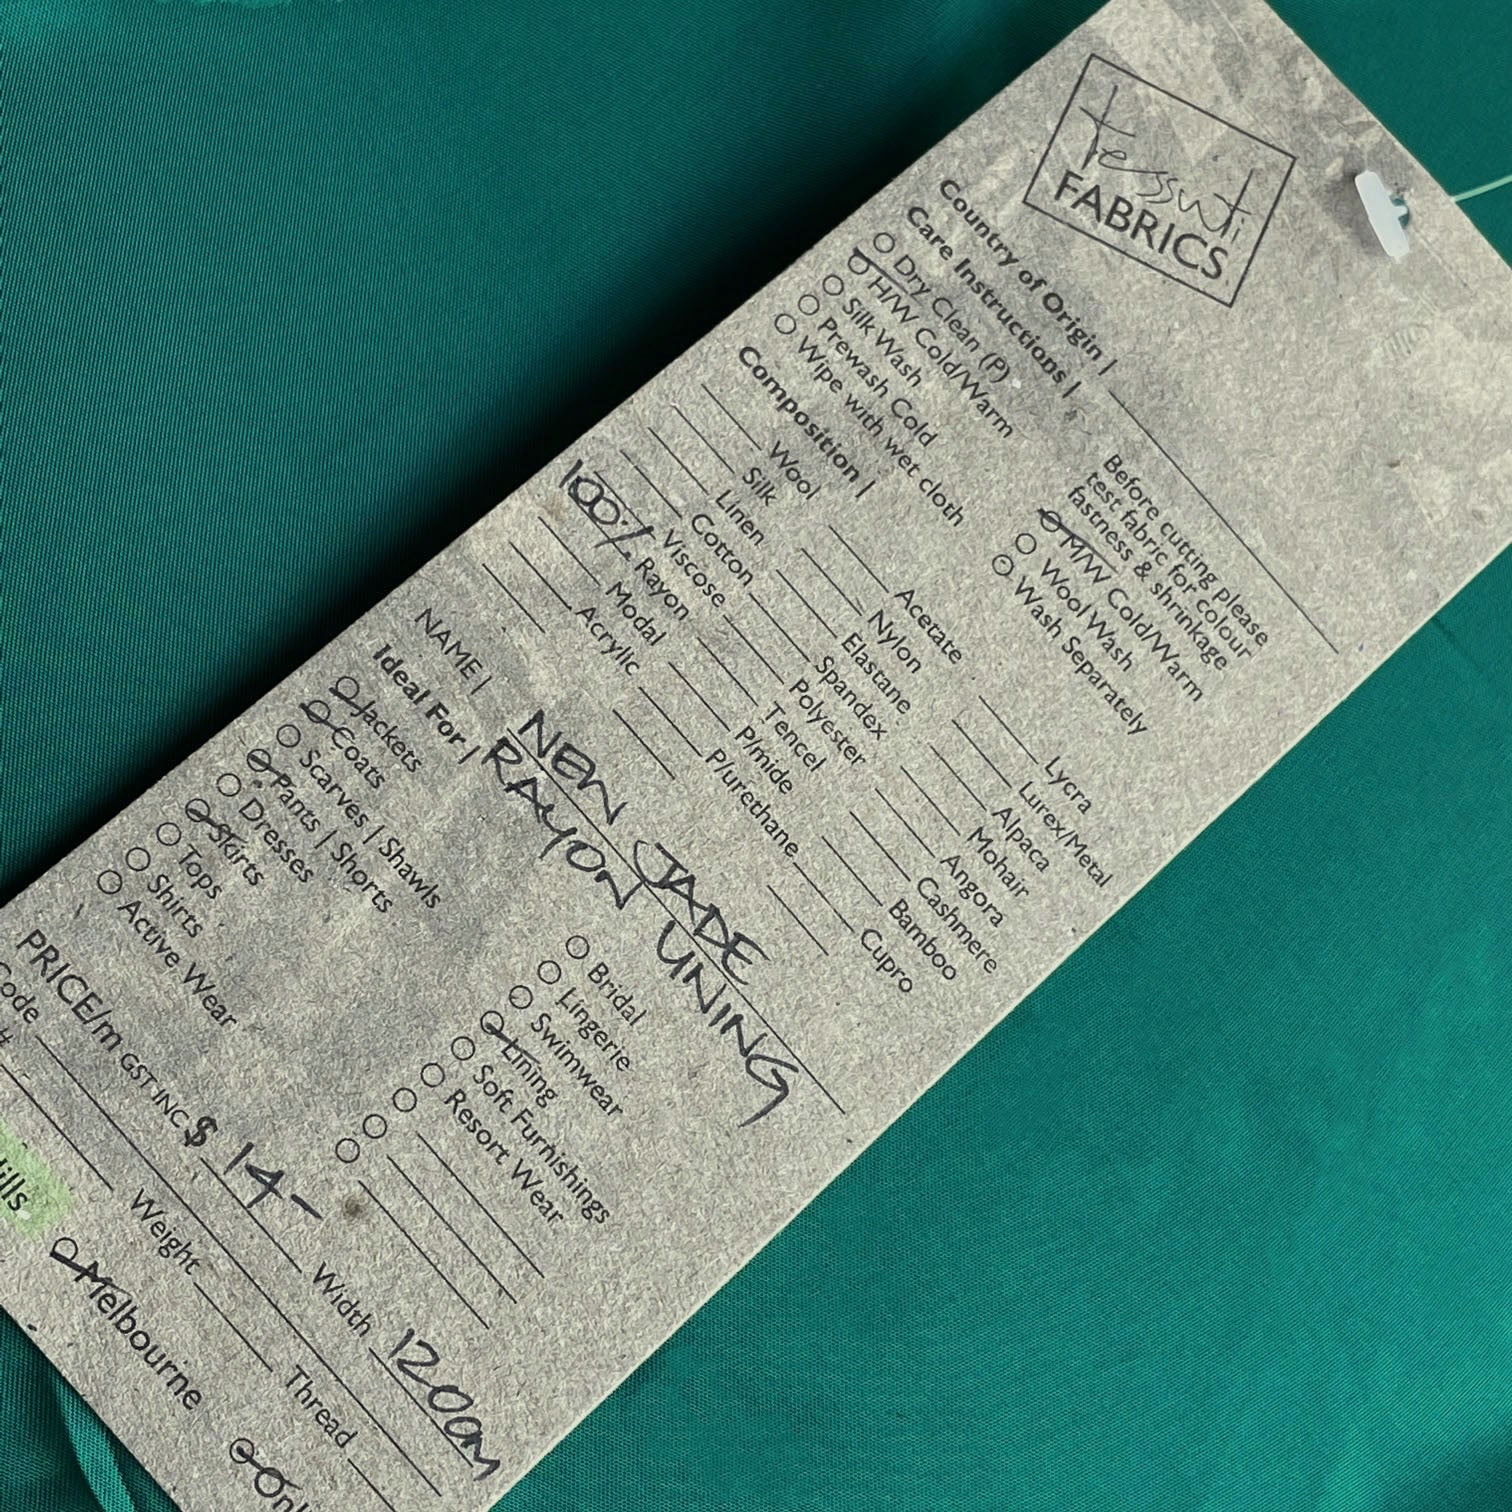 tessuti
FABRICS
Country of Origin |
Care Instructions |
Dry Clean (P)
H/W Cold/Warm
Silk Wash
Prewash Cold
Wipe with wet cloth
Before cutting please
test fabric for colour
fastness & shrinkage
M/W Cold/Warm
Wool Wash
Wash Separately
Composition |
Wool
Silk
Linen
Cotton
Viscose
100% Rayon
Modal
Acrylic
Acetate
Nylon
Elastane
Spandex
Polyester
Tencel
P/mide
P/urethane
Lycra
Lurex/Metal
Alpaca
Mohair
Angora
Cashmere
Bamboo
Cupro
NAME | NEW JADE
RAYON LINING
Ideal For |
Jackets
Coats
Scarves | Shawls
Pants | Shorts
Dresses
Skirts
Tops
Shirts
Active Wear
Bridal
Lingerie
Swimwear
Lining
Soft Furnishings
Resort Wear
PRICE/m GST INC $ 14- Width 120CM
Code Weight Thread
#
ills Melbourne Onl